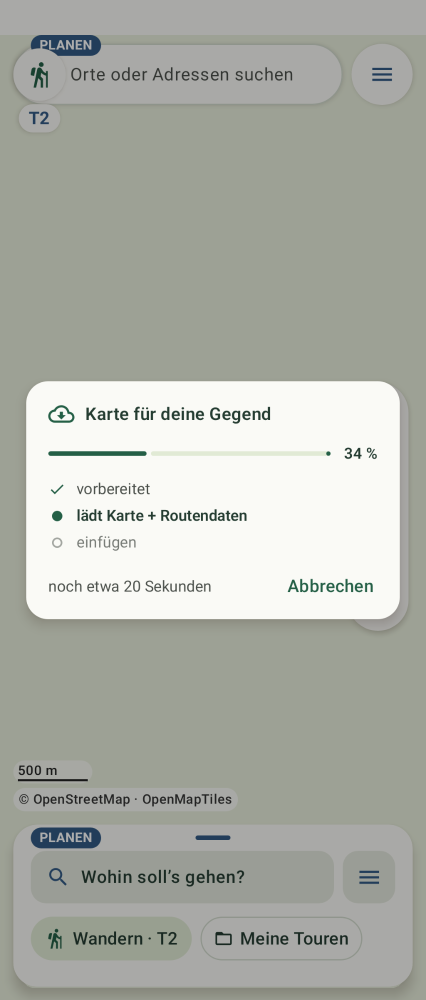 PLANEN
Orte oder Adressen suchen
T2
Karte für deine Gegend
34 %
vorbereitet
lädt Karte + Routendaten
einfügen
noch etwa 20 Sekunden
Abbrechen
500 m
© OpenStreetMap · OpenMapTiles
PLANEN
Wohin soll’s gehen?
Wandern · T2
Meine Touren